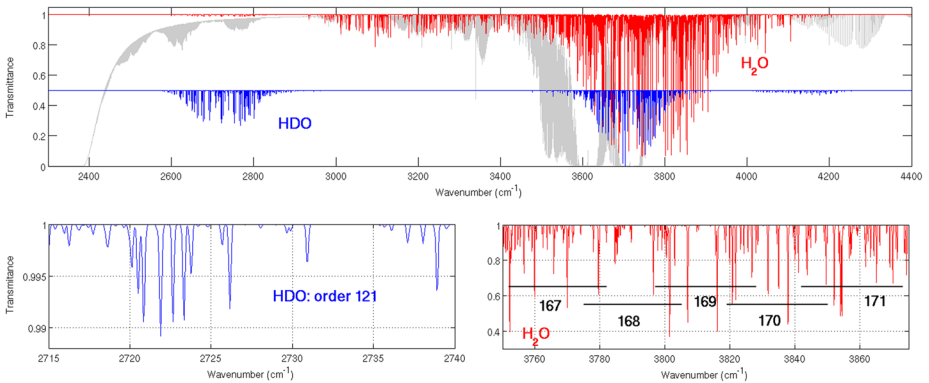 1
0.8
0.6
0.4
0.2
0
Transmittance
H2O
HDO
2400 2600 2800 3000 3200 3400 3600 3800 4000 4200 4400
Wavenumber (cm-1)
1
0.995
0.99
Transmittance
HDO: order 121
2715 2720 2725 2730 2735 2740
Wavenumber (cm-1)
1
0.8
0.6
0.4
167 168 169 170 171
H2O
3760 3780 3800 3820 3840 3860
Wavenumber (cm-1)